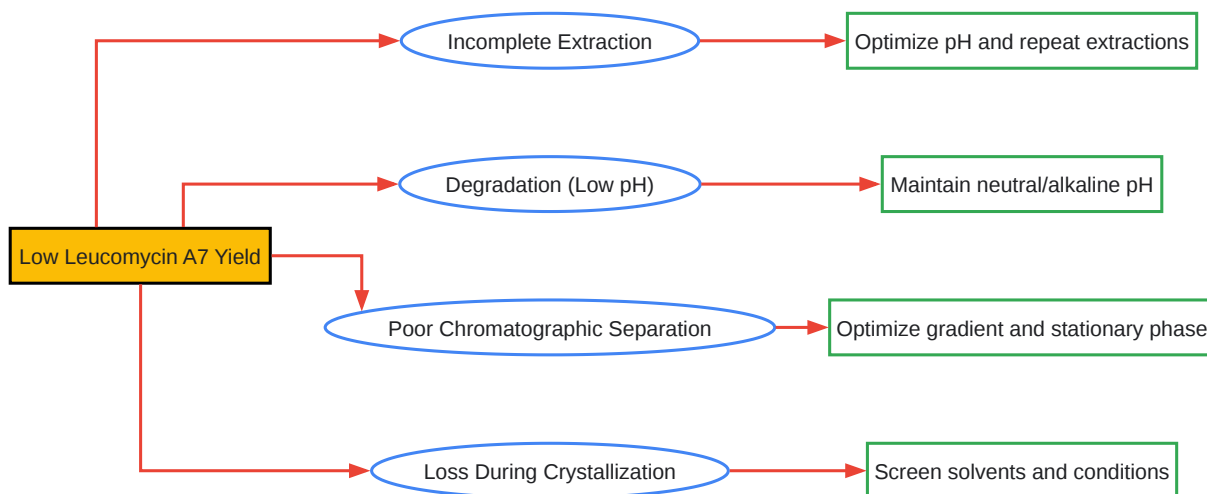 Incomplete Extraction
Optimize pH and repeat extractions
Degradation (Low pH)
Maintain neutral/alkaline pH
Low Leucomycin A7 Yield
Poor Chromatographic Separation
Optimize gradient and stationary phase
Loss During Crystallization
Screen solvents and conditions